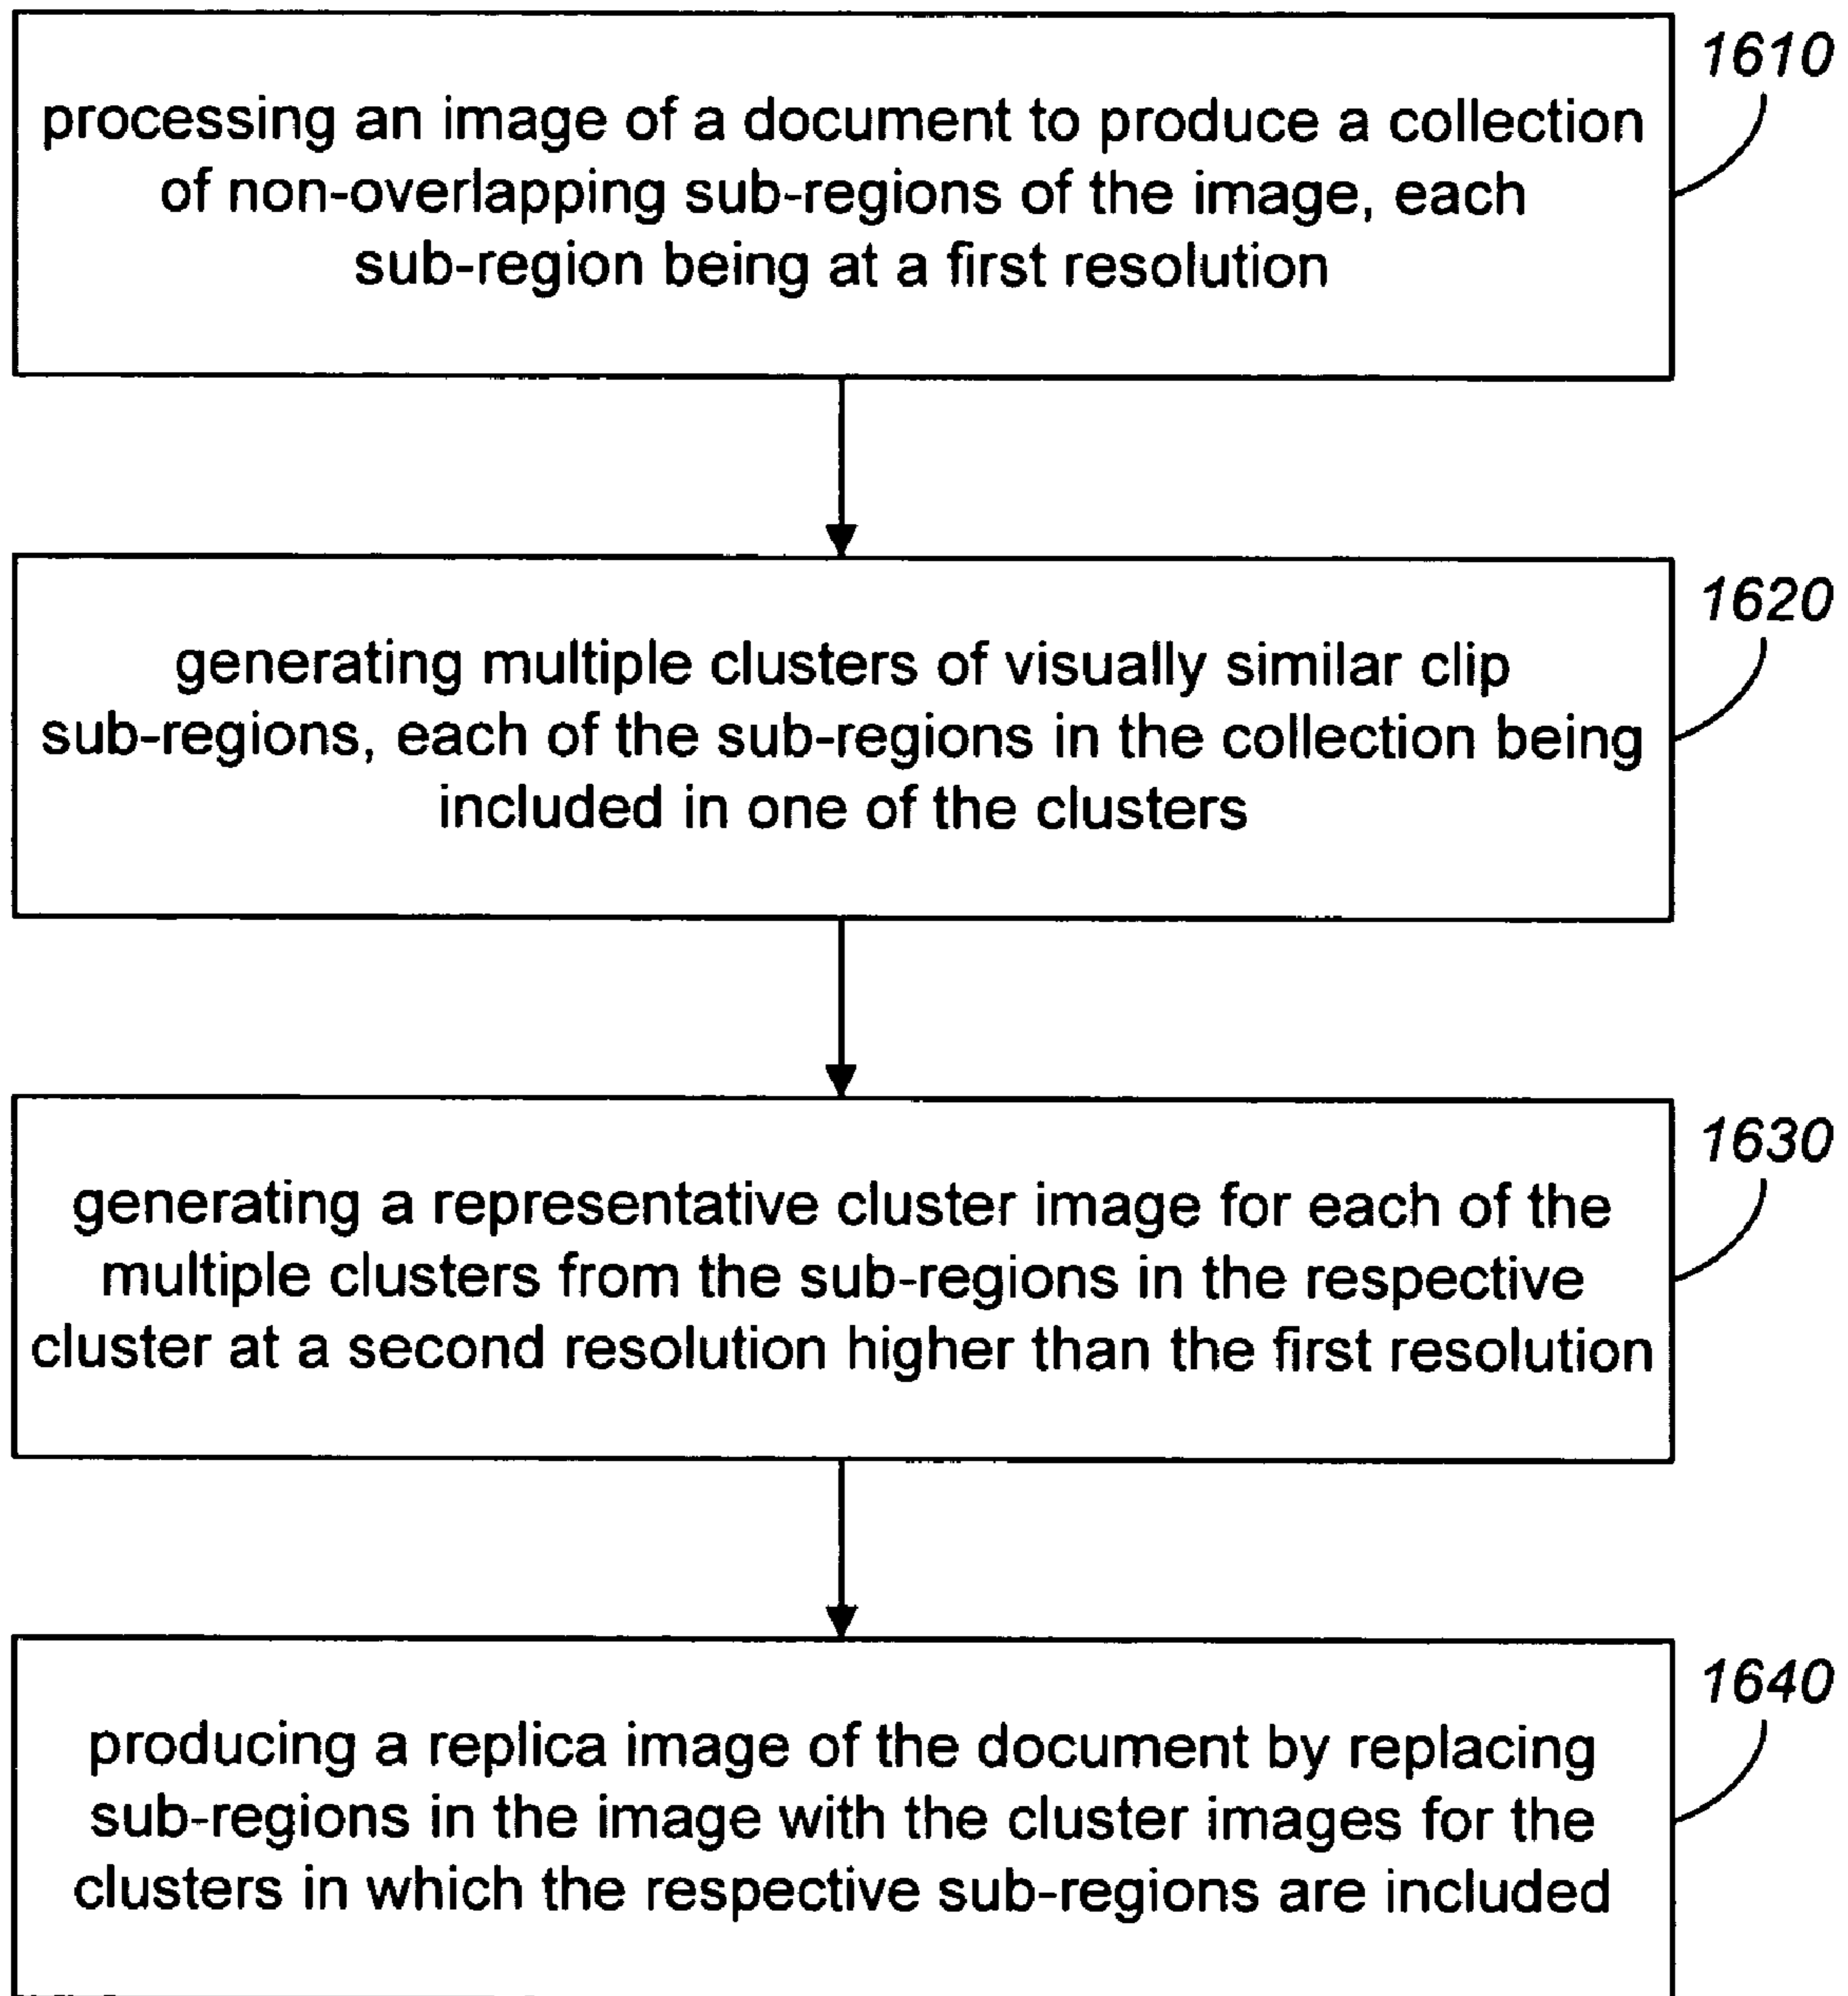 1610
processing an image of a document to produce a collection
of non-overlapping sub-regions of the image, each
sub-region being at a first resolution
1620
generating multiple clusters of visually similar clip
sub-regions, each of the sub-regions in the collection being
included in one of the clusters
1630
generating a representative cluster image for each of the
multiple clusters from the sub-regions in the respective
cluster at a second resolution higher than the first resolution
1640
producing a replica image of the document by replacing
sub-regions in the image with the cluster images for the
clusters in which the respective sub-regions are included